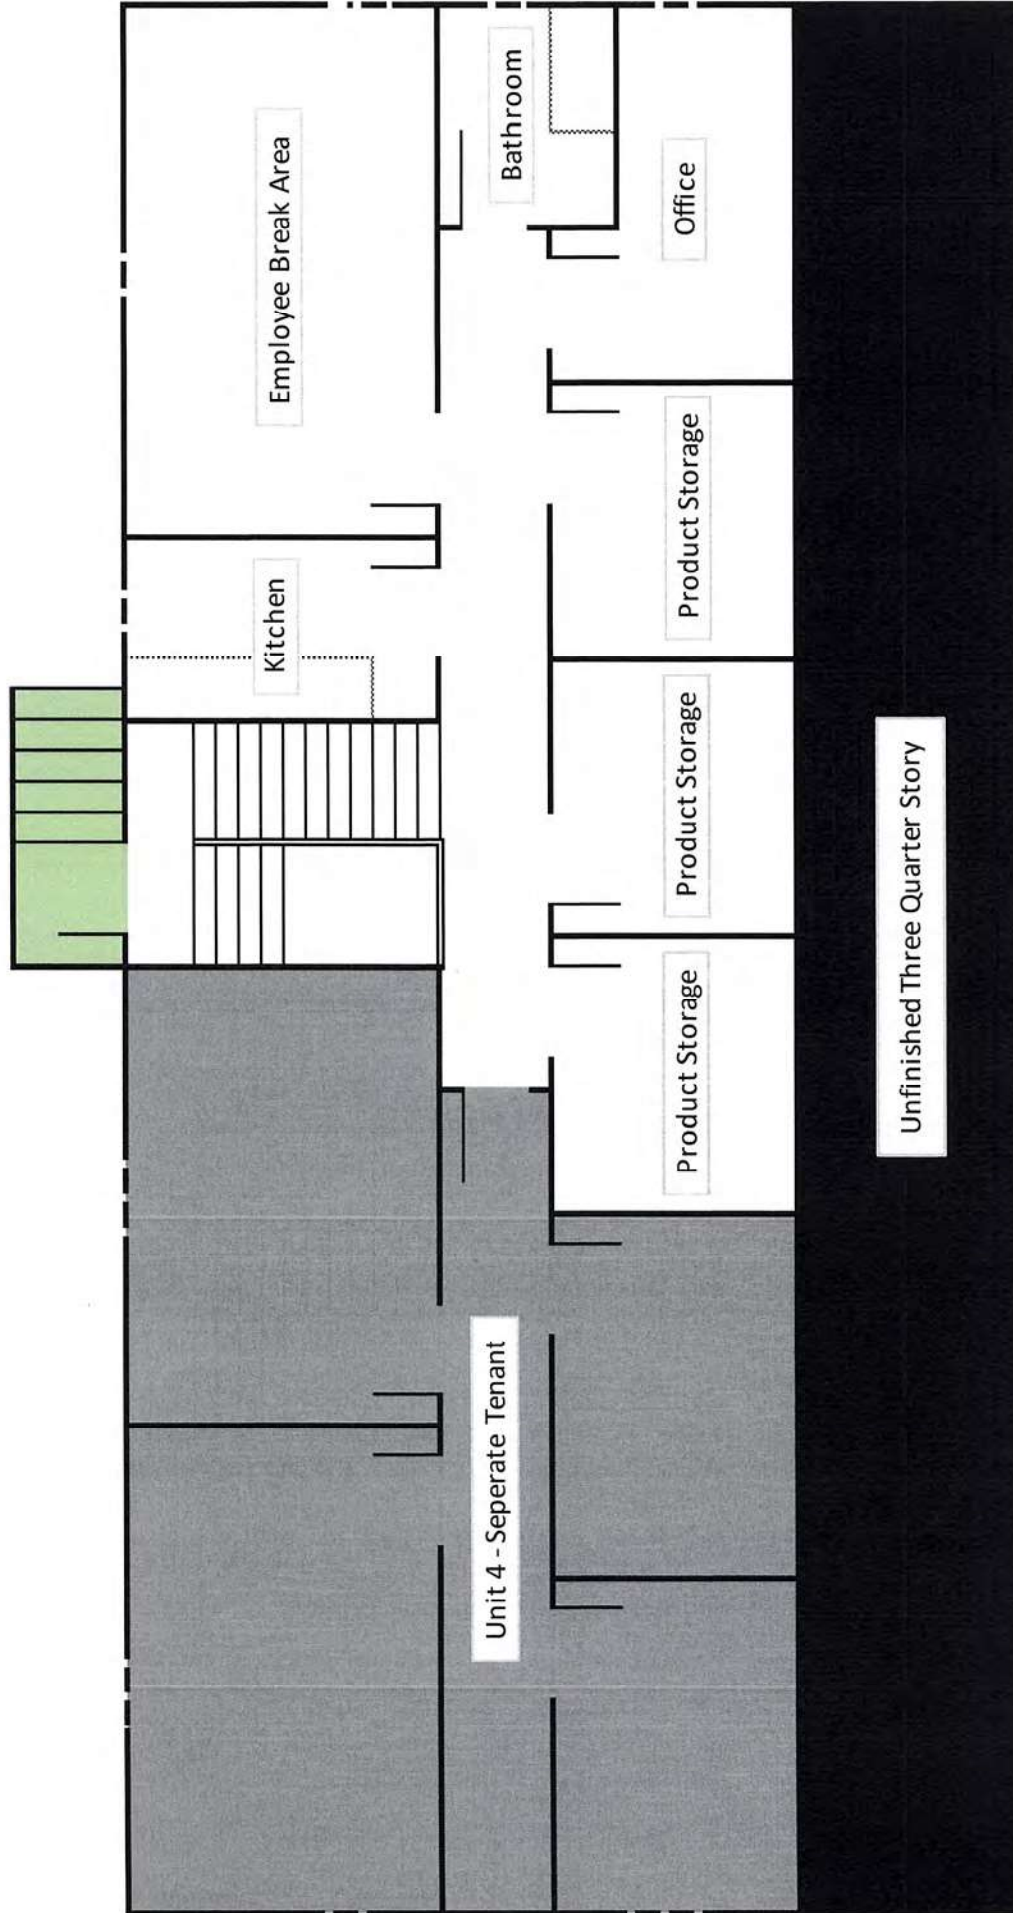 Employee Break Area
Bathroom
Kitchen
Office
Product Storage
Product Storage
Product Storage
Unit 4 - Seperate Tenant
Unfinished Three Quarter Story